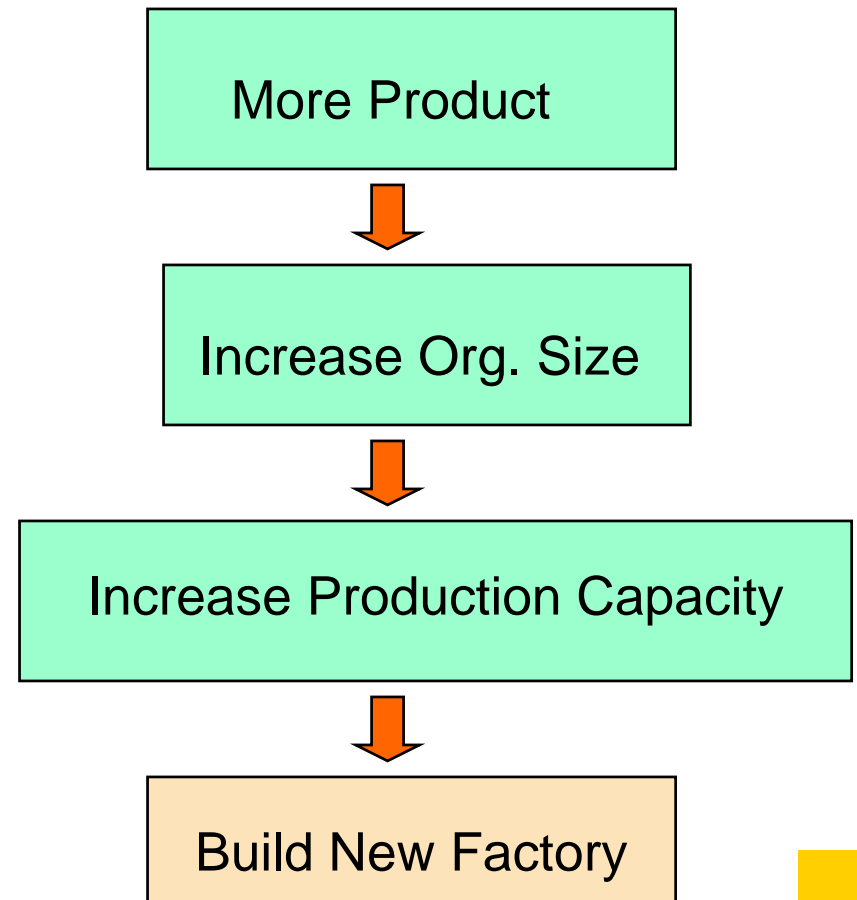 More Product
Increase Org. Size
Increase Production Capacity
Build New Factory